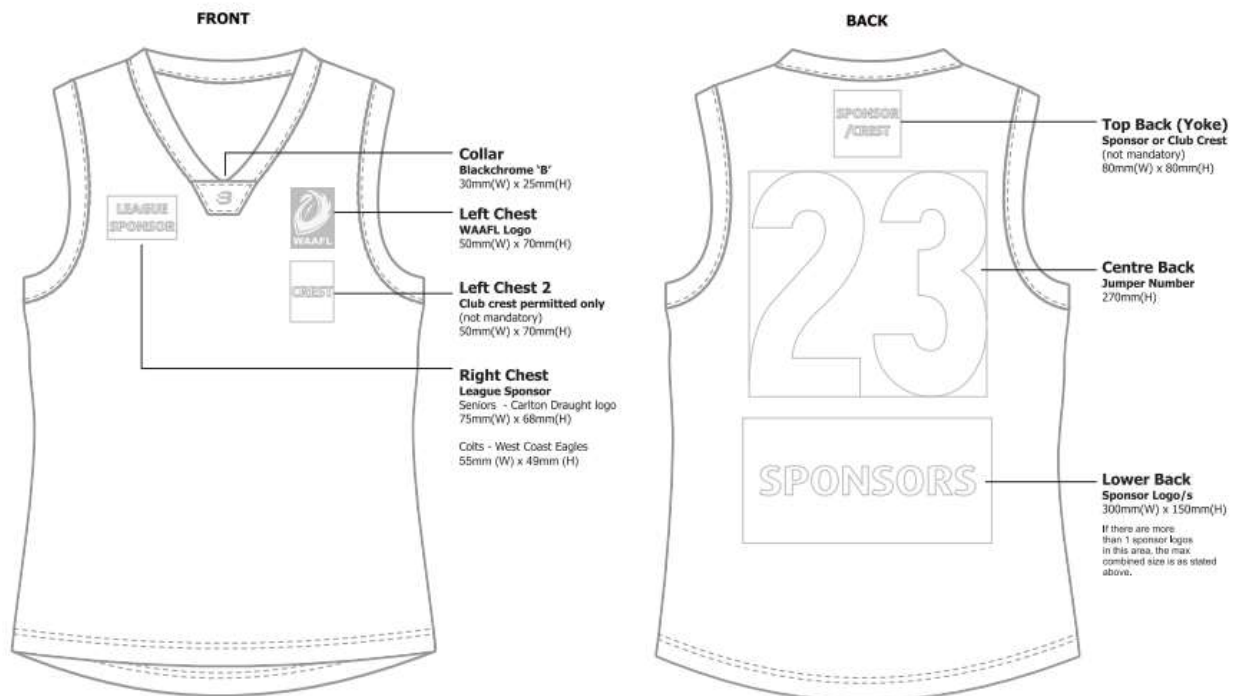 FRONT
Collar
Blackchrome 'B'
30mm(W) x 25mm(H)
LEAGUE
SPONSOR
B
WAAFL
Left Chest
WAAFL Logo
50mm(W) x 70mm(H)
CREST
Left Chest 2
Club crest permitted only
(not mandatory)
50mm(W) x 70mm(H)
Right Chest
League Sponsor
Seniors - Carlton Draught logo
75mm(W) x 68mm(H)
Colts - West Coast Eagles
55mm (W) x 49mm (H)
BACK
SPONSOR
/CREST
Top Back (Yoke)
Sponsor or Club Crest
(not mandatory)
80mm(W) x 80mm(H)
23
Centre Back
Jumper Number
270mm(H)
SPONSORS
Lower Back
Sponsor Logo/s
300mm(W) x 150mm(H)
If there are more
than 1 sponsor logos
in this area, the max
combined size is as stated
above.